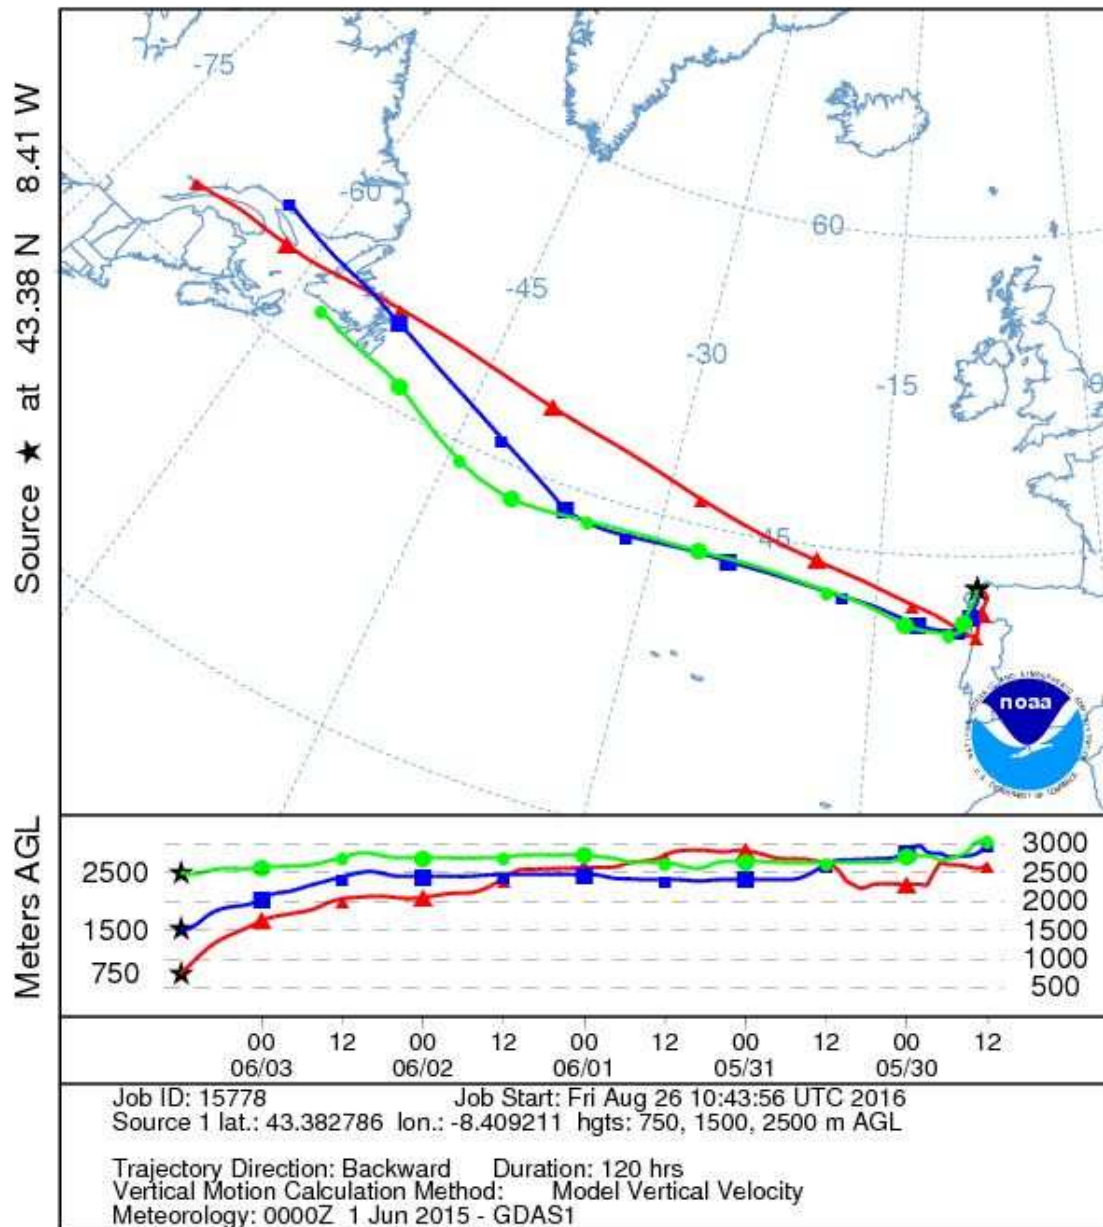 -75
-60
60
-45
-30
-15
0
45
noaa
Source ★ at 43.38 N 8.41 W
Meters AGL
3000
2500 2500
2000
1500 1500
1000
750
500
00 12 00 12 00 12 00 12 00 12
06/03 06/02 06/01 05/31 05/30
Job ID: 15778 Job Start: Fri Aug 26 10:43:56 UTC 2016
Source 1 lat.: 43.382786 lon.: -8.409211 hgts: 750, 1500, 2500 m AGL
Trajectory Direction: Backward Duration: 120 hrs
Vertical Motion Calculation Method: Model Vertical Velocity
Meteorology: 0000Z 1 Jun 2015 - GDAS1